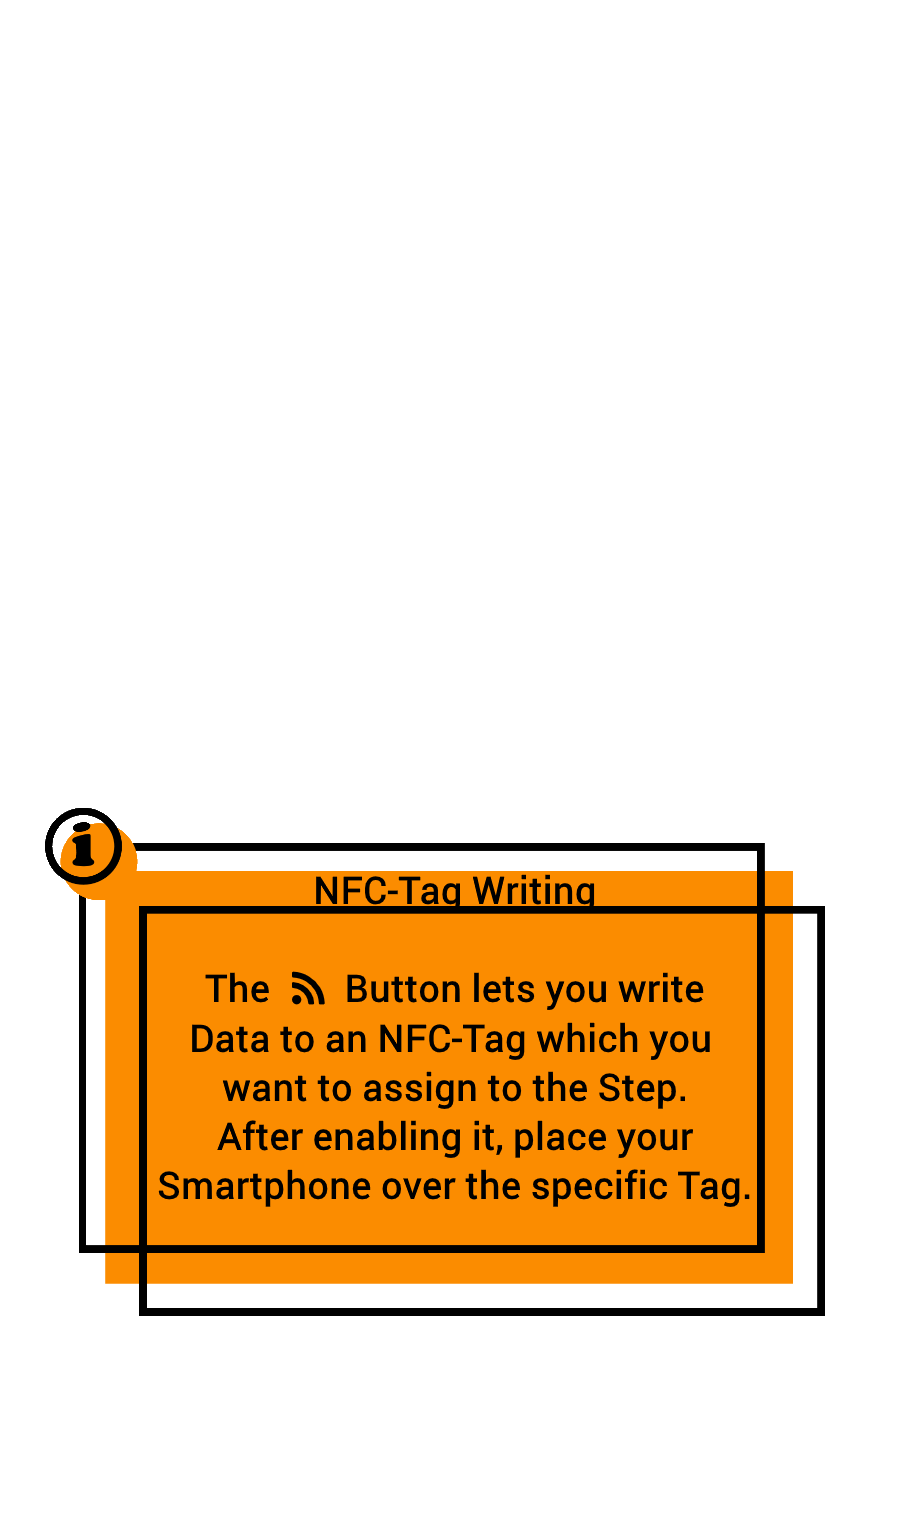 i
NFC-Tag Writing
The Button lets you write
Data to an NFC-Tag which you
want to assign to the Step.
After enabling it, place your
Smartphone over the specific Tag.